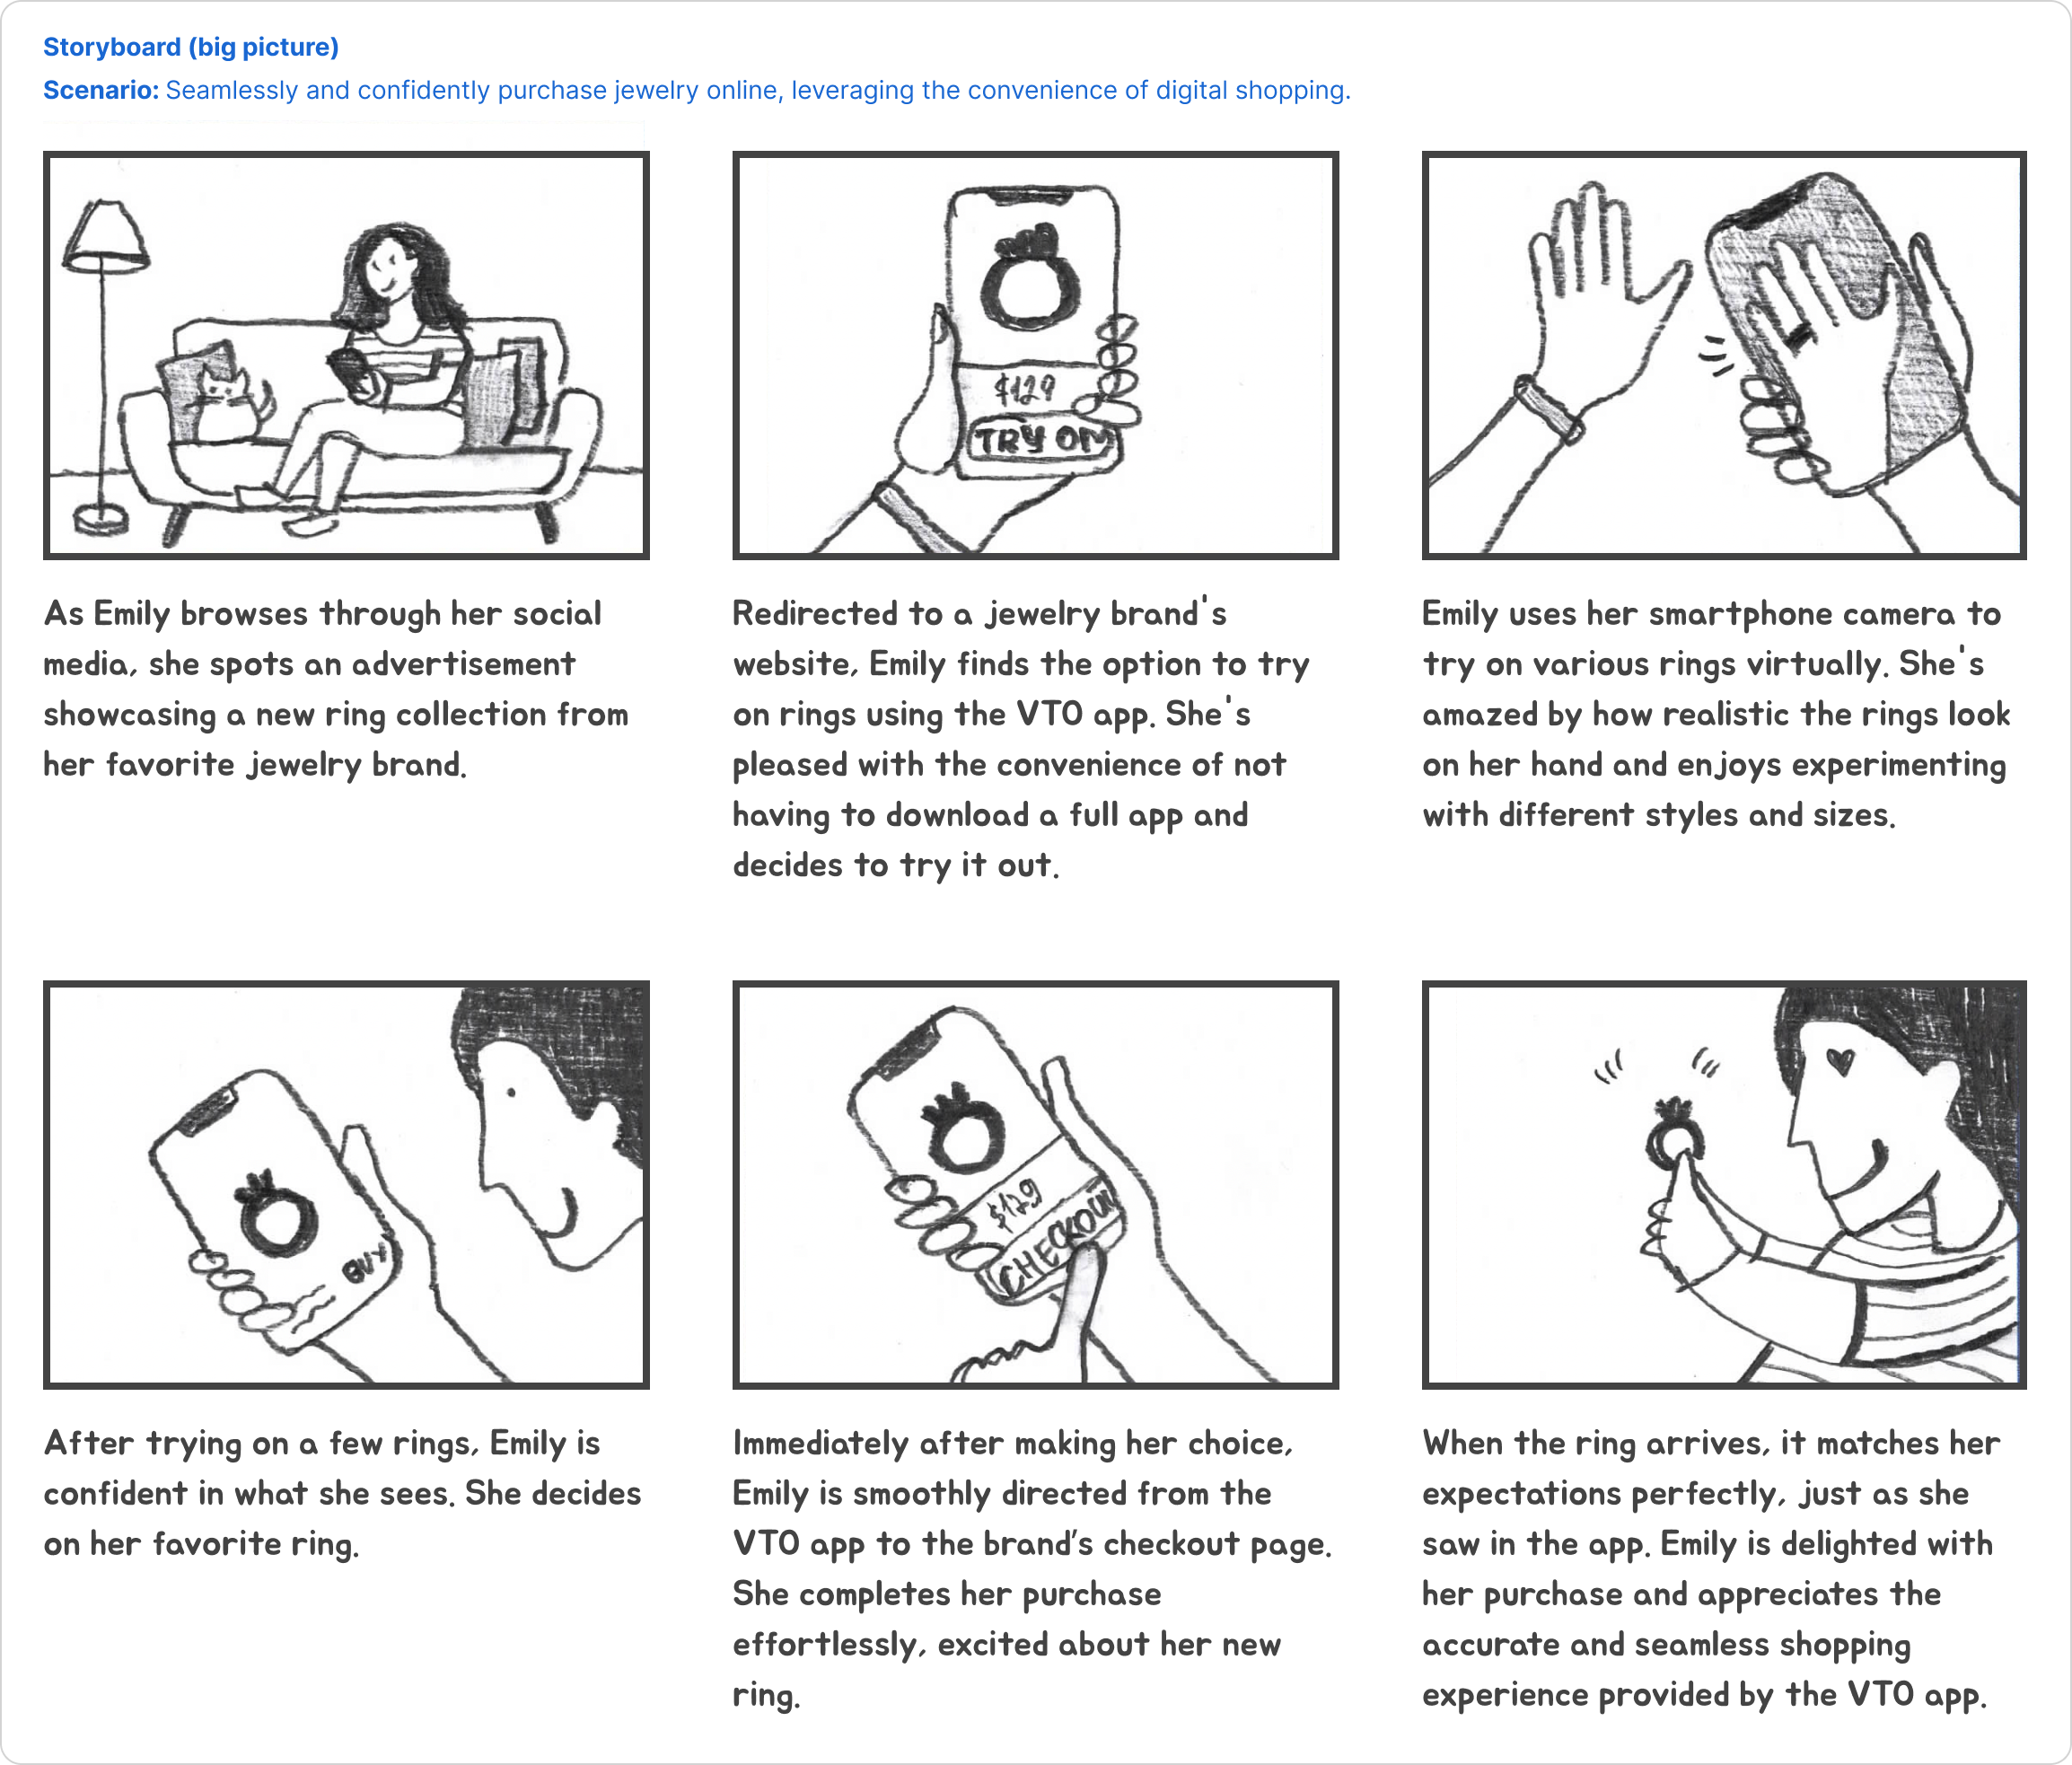 Storyboard (big picture)
Scenario: Seamlessly and confidently purchase jewelry online, leveraging the convenience of digital shopping.
$129
TRY ON
As Emily browses through her social
media, she spots an advertisement
showcasing a new ring collection from
her favorite jewelry brand.
Redirected to a jewelry brand's
website, Emily finds the option to try
on rings using the VTO app. She's
pleased with the convenience of not
having to download a full app and
decides to try it out.
Emily uses her smartphone camera to
try on various rings virtually. She's
amazed by how realistic the rings look
on her hand and enjoys experimenting
with different styles and sizes.
BUY
$129
CHECKOUT
After trying on a few rings, Emily is
confident in what she sees. She decides
on her favorite ring.
Immediately after making her choice,
Emily is smoothly directed from the
VTO app to the brand’s checkout page.
She completes her purchase
effortlessly, excited about her new
ring.
When the ring arrives, it matches her
expectations perfectly, just as she
saw in the app. Emily is delighted with
her purchase and appreciates the
accurate and seamless shopping
experience provided by the VTO app.